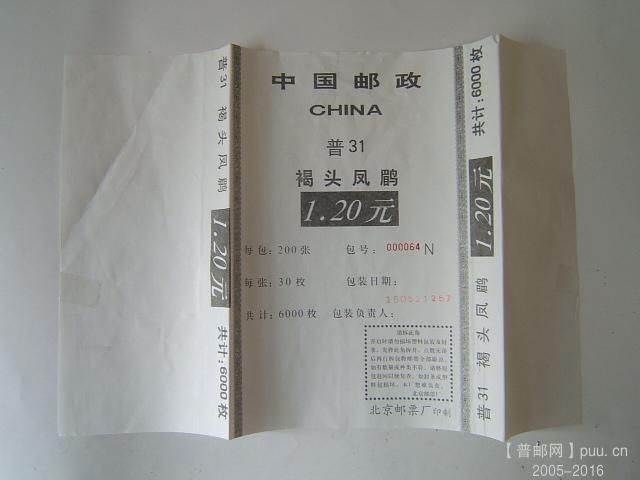 中国邮政
CHINA
普31
褐头凤鹛
1.20元
每包：200张 包号：000064 N
每张：30枚 包装日期：
150521257
共计：6000枚 包装负责人：
北京邮票厂印制
普31 褐头凤鹛 1.20元 共计：6000枚
普31 褐头凤鹛 1.20元 共计：6000枚
【普邮网】puu.cn
2005-2016